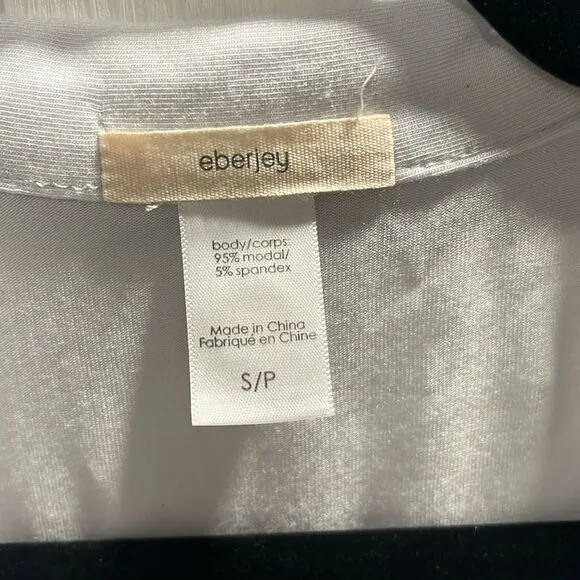 eberjey
body/corps:
95% modal/
5% spandex
Made in China
Fabriqué en Chine
S/P